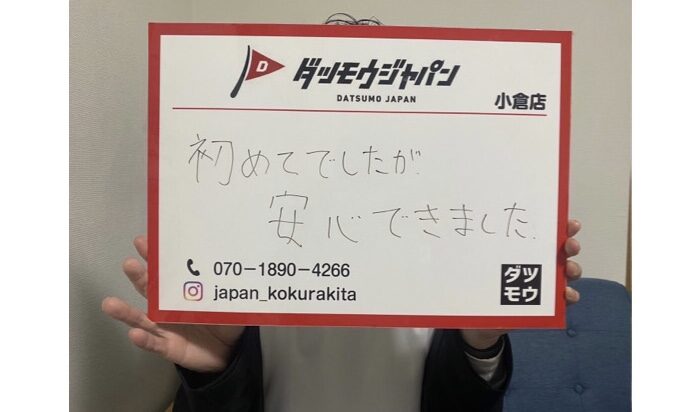 D
ダツモウジャパン
DATSUMO JAPAN
小倉店
初めてでしたが
安心できました.
070-1890-4266
japan_kokurakita
ダツ
モウ